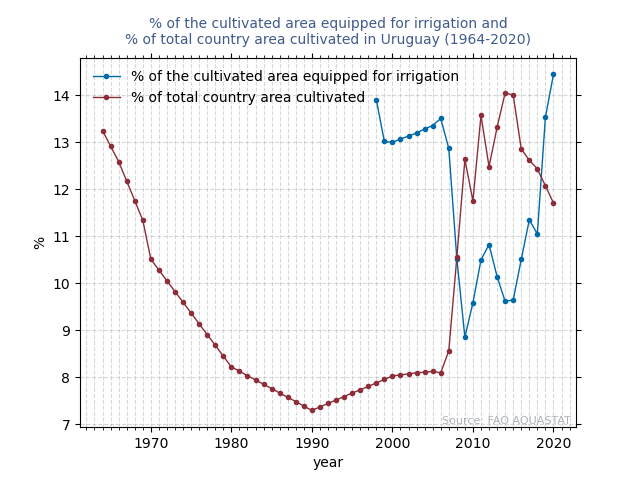 % of the cultivated area equipped for irrigation and
% of total country area cultivated in Uruguay (1964-2020)
% of the cultivated area equipped for irrigation
% of total country area cultivated
14
13
12
11
10
9
8
7
%
Source: FAO AQUASTAT
1970 1980 1990 2000 2010 2020
year